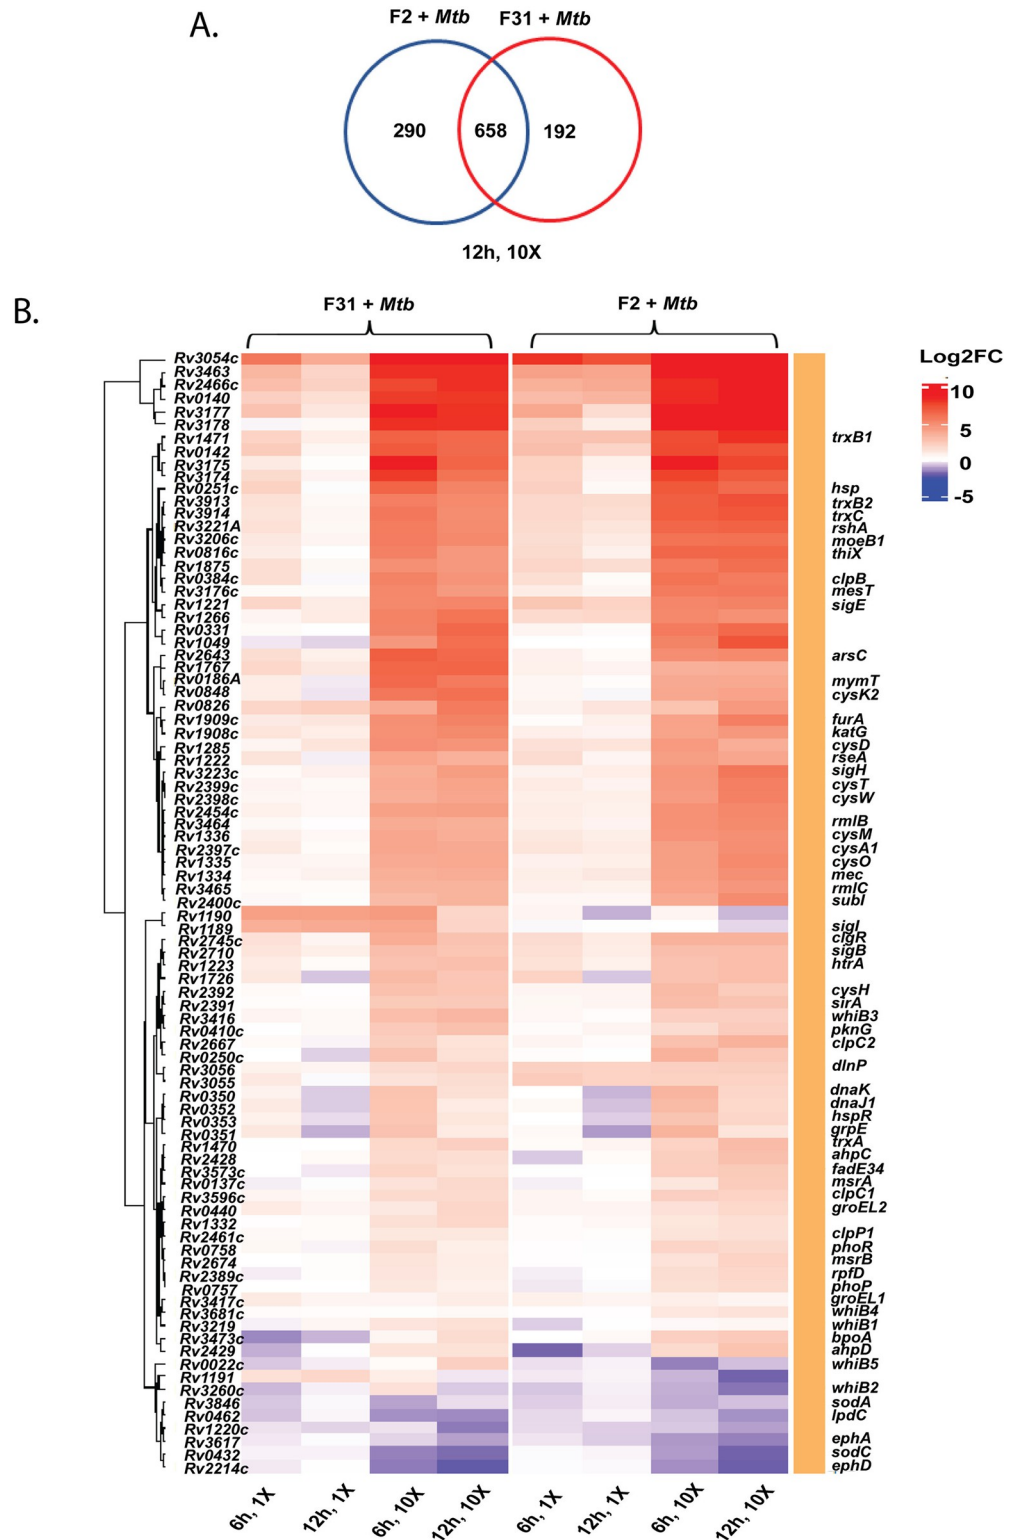 A.
F2 + Mtb F31 + Mtb
290 658 192
12h, 10X
B.
F31 + Mtb F2 + Mtb
Log2FC
10
5
0
-5
Rv3054c
Rv3463
Rv2466c
Rv0140
Rv3177
Rv3178
Rv1471 trxB1
Rv0142
Rv3175
Rv3174
Rv0251c hsp
Rv3913 trxB2
Rv3914 trxC
Rv3221A rshA
Rv3206c moeB1
Rv0816c thiX
Rv1875
Rv0384c clpB
Rv3176c mesT
Rv1221 sigE
Rv1266
Rv0331
Rv1049
Rv2643 arsC
Rv1767
Rv0186A mymT
Rv0848 cysK2
Rv0826
Rv1909c furA
Rv1908c katG
Rv1285 cysD
Rv1222 rseA
Rv3223c sigH
Rv2399c cysT
Rv2398c cysW
Rv2454c
Rv3464 rmlB
Rv1336 cysM
Rv2397c cysA1
Rv1335 cysO
Rv1334 mec
Rv3465 rmlC
Rv2400c subI
Rv1190
Rv1189 sigI
Rv2745c clgR
Rv2710 sigB
Rv1223 htrA
Rv1726
Rv2392 cysH
Rv2391 sirA
Rv3416 whiB3
Rv0410c pknG
Rv2667 clpC2
Rv0250c
Rv3056 dinP
Rv3055
Rv0350 dnaK
Rv0352 dnaJ1
Rv0353 hspR
Rv0351 grpE
Rv1470 trxA
Rv2428 ahpC
Rv3573c fadE34
Rv0137c msrA
Rv3596c clpC1
Rv0440 groEL2
Rv1332
Rv2461c clpP1
Rv0758 phoR
Rv2674 msrB
Rv2389c rpfD
Rv0757 phoP
Rv3417c groEL1
Rv3681c whiB4
Rv3219 whiB1
Rv3473c bpoA
Rv2429 ahpD
Rv0022c whiB5
Rv1191
Rv3260c whiB2
Rv3846 sodA
Rv0462 lpdC
Rv1220c
Rv3617 ephA
Rv0432 sodC
Rv2214c ephD
6h, 1X 12h, 1X 6h, 10X 12h, 10X 6h, 1X 12h, 1X 6h, 10X 12h, 10X